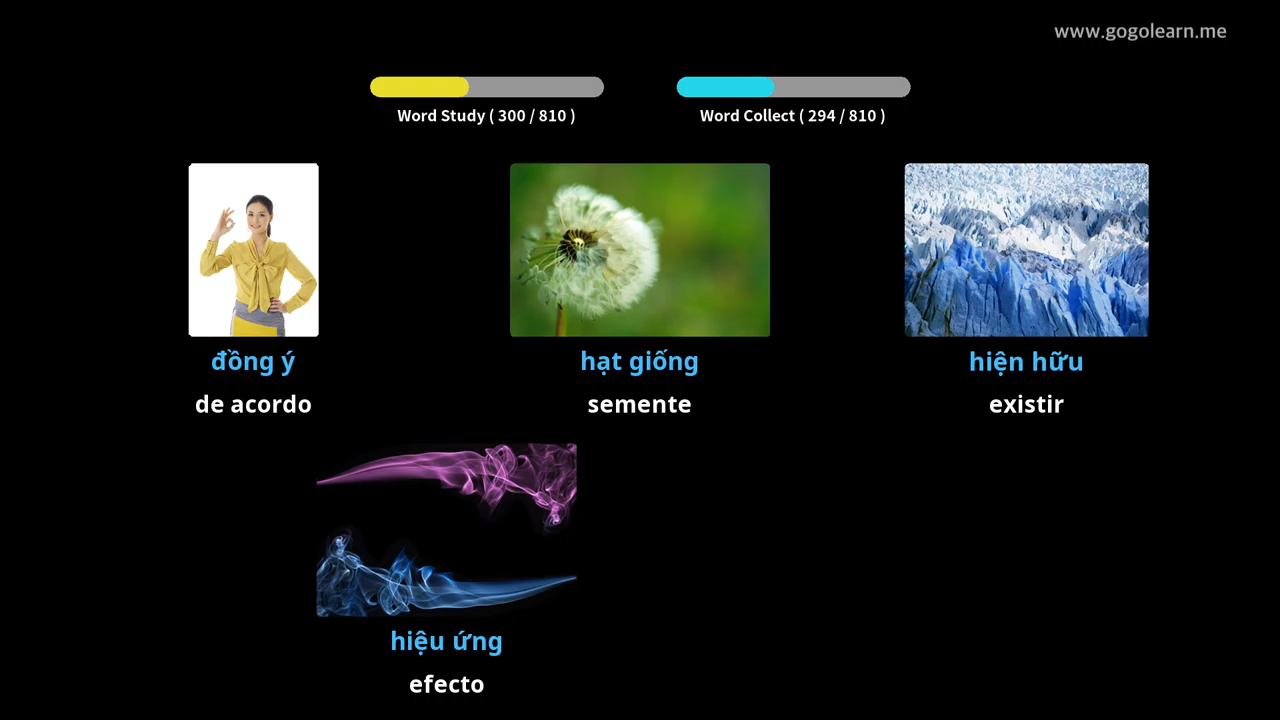 www.gogolearn.me
Word Study ( 300 / 810 )
Word Collect ( 294 / 810 )
đồng ý
de acordo
hạt giống
semente
hiện hữu
existir
hiệu ứng
efecto